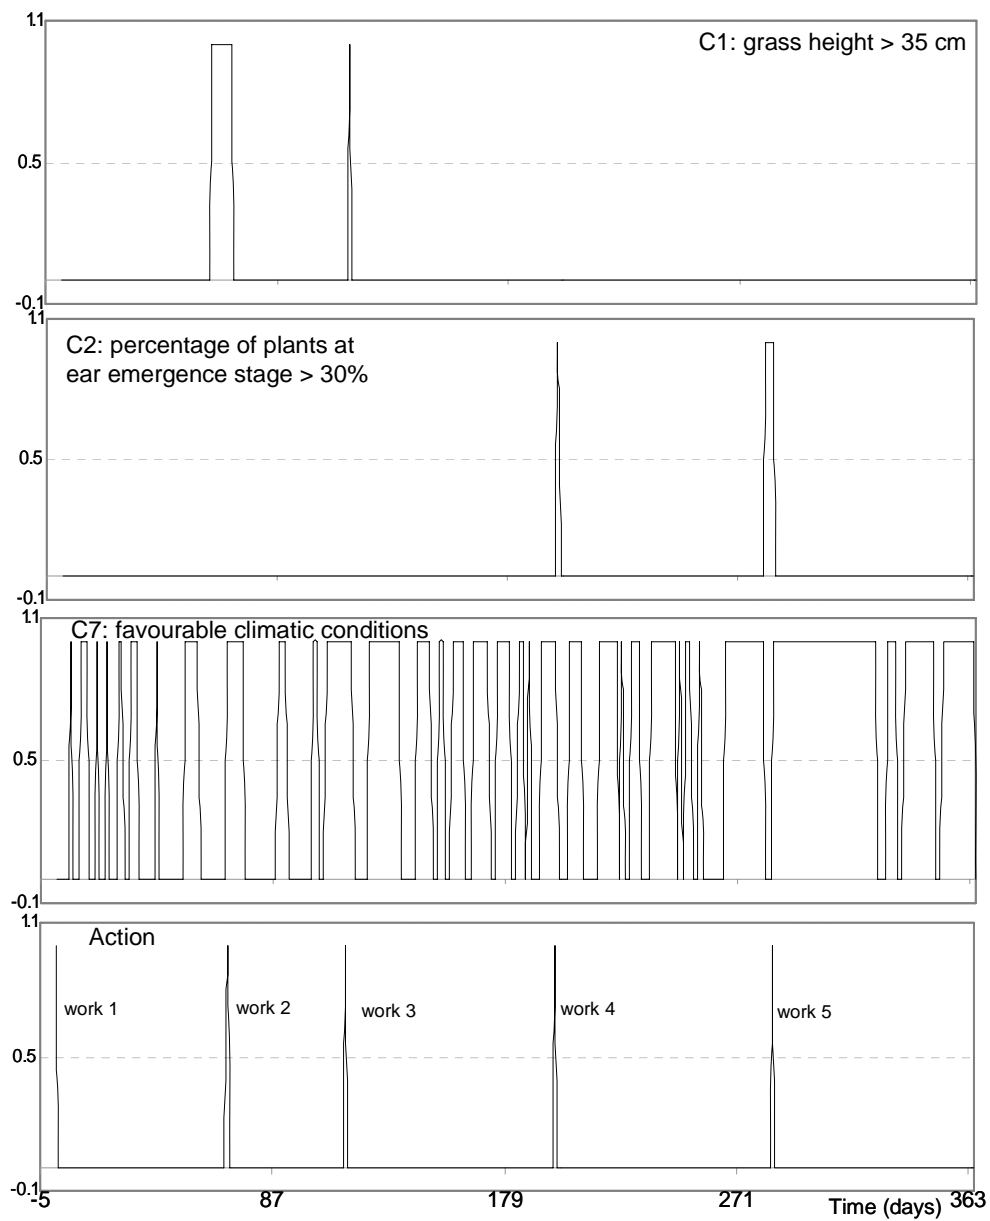 1.1
C1: grass height > 35 cm
0.5
-0.1
1.1
C2: percentage of plants at
ear emergence stage > 30%
0.5
-0.1
1.1
C7: favourable climatic conditions
0.5
-0.1
1.1
Action
work 1
work 2
work 3
work 4
work 5
0.5
-0.1
-5
87
179
271
363
Time (days)